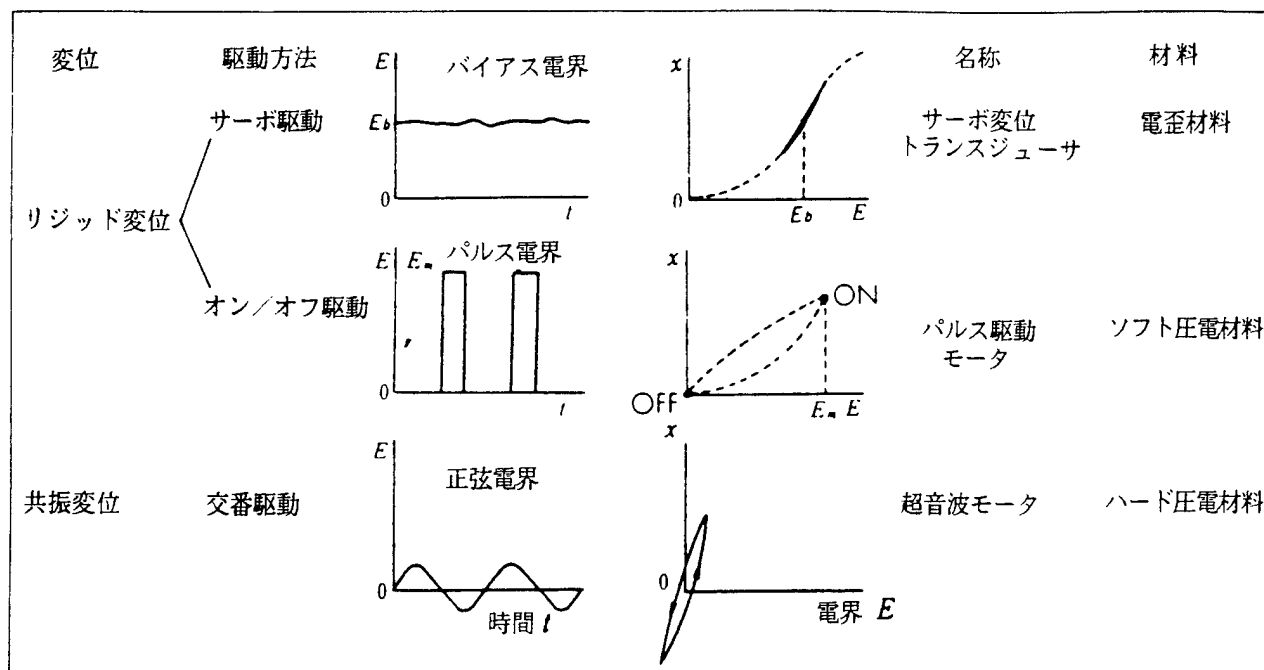 変位
駆動方法
E
バイアス電界
x
名称
材料
サーボ駆動
Eb
0
t
0
Eb
E
サーボ変位
トランスジューサ
電歪材料
リジッド変位
オン／オフ駆動
E
Em
パルス電界
0
t
x
ON
OFF
Em
E
パルス駆動
モータ
ソフト圧電材料
共振変位
交番駆動
E
正弦電界
0
時間 t
x
0
電界 E
超音波モータ
ハード圧電材料